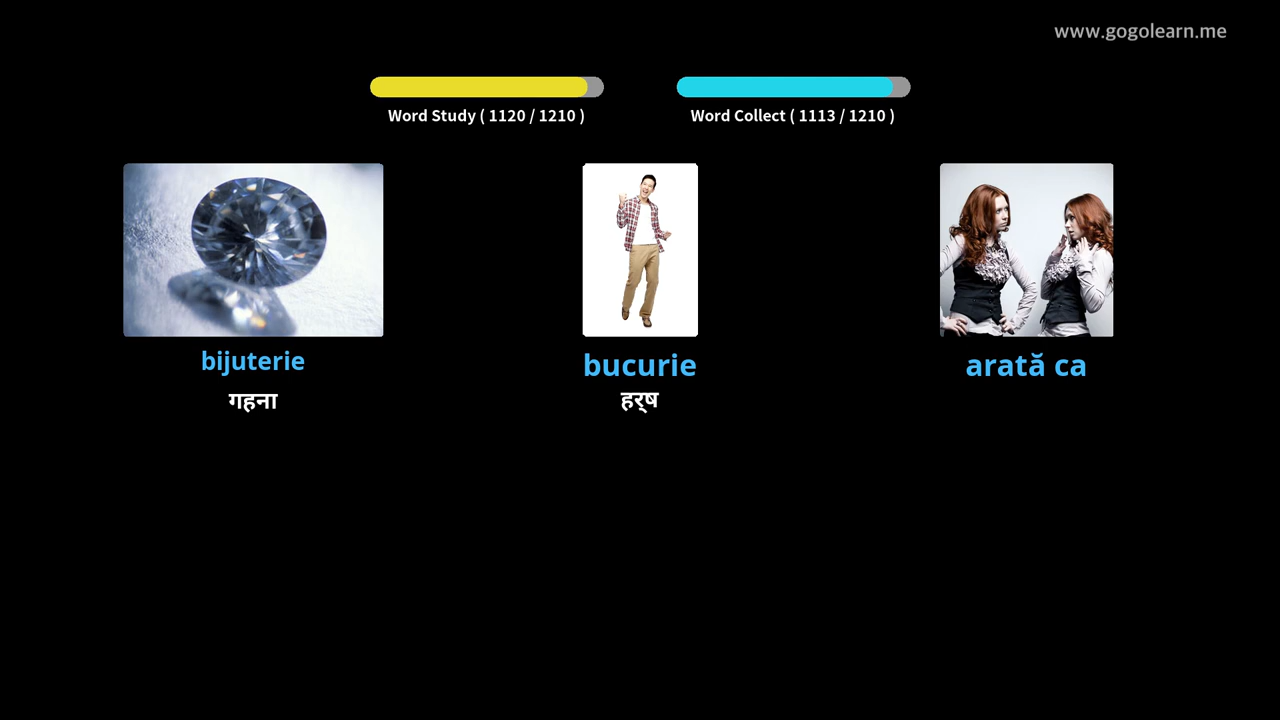 www.gogolearn.me
Word Study ( 1120 / 1210 )
Word Collect ( 1113 / 1210 )
bijuterie
bucurie
arată ca
गहना
हर्ष